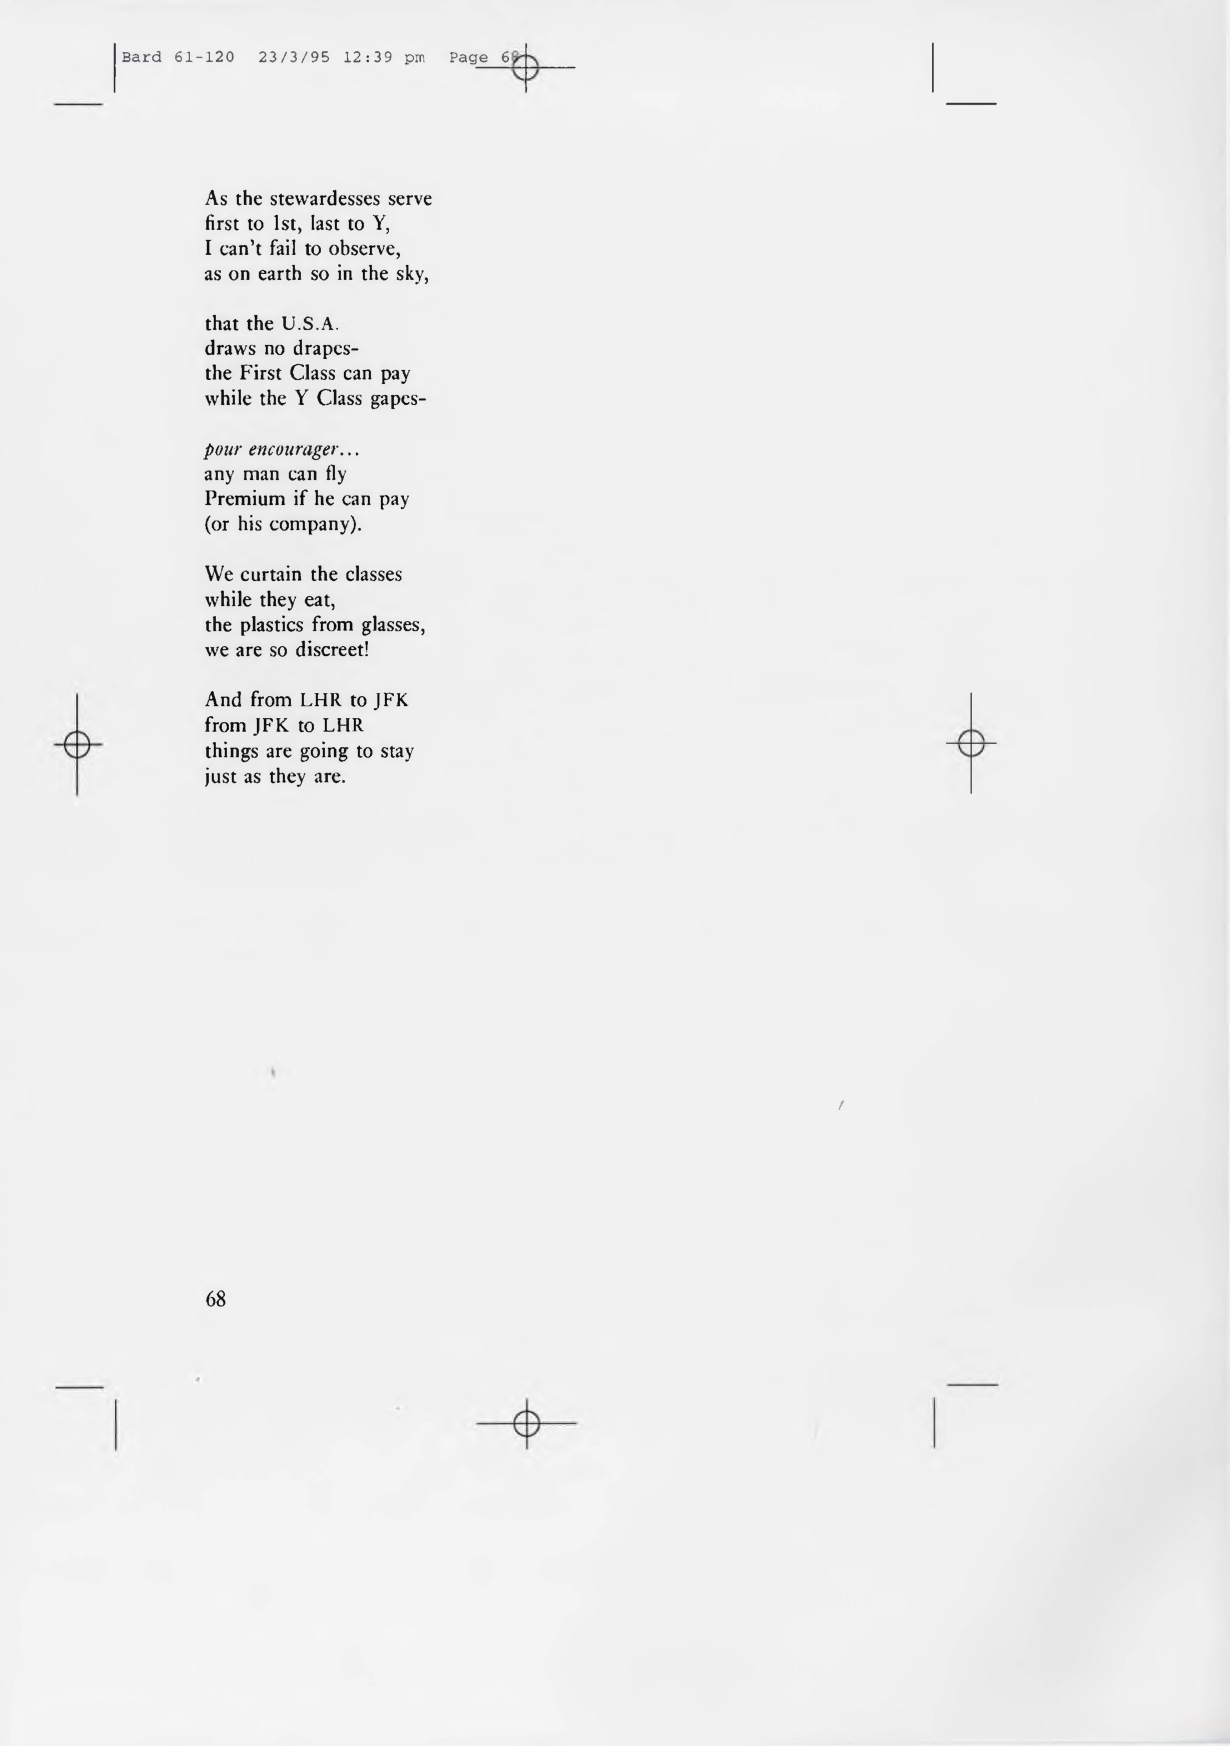 Bard 61-120 23/3/95 12:39 pm Page 68
As the stewardesses serve
first to 1st, last to Y,
I can't fail to observe,
as on earth so in the sky,
that the U.S.A.
draws no drapes-
the First Class can pay
while the Y Class gapes-
pour encourager...
any man can fly
Premium if he can pay
(or his company).
We curtain the classes
while they eat,
the plastics from glasses,
we are so discreet!
And from LHR to JFK
from JFK to LHR
things are going to stay
just as they are.
68